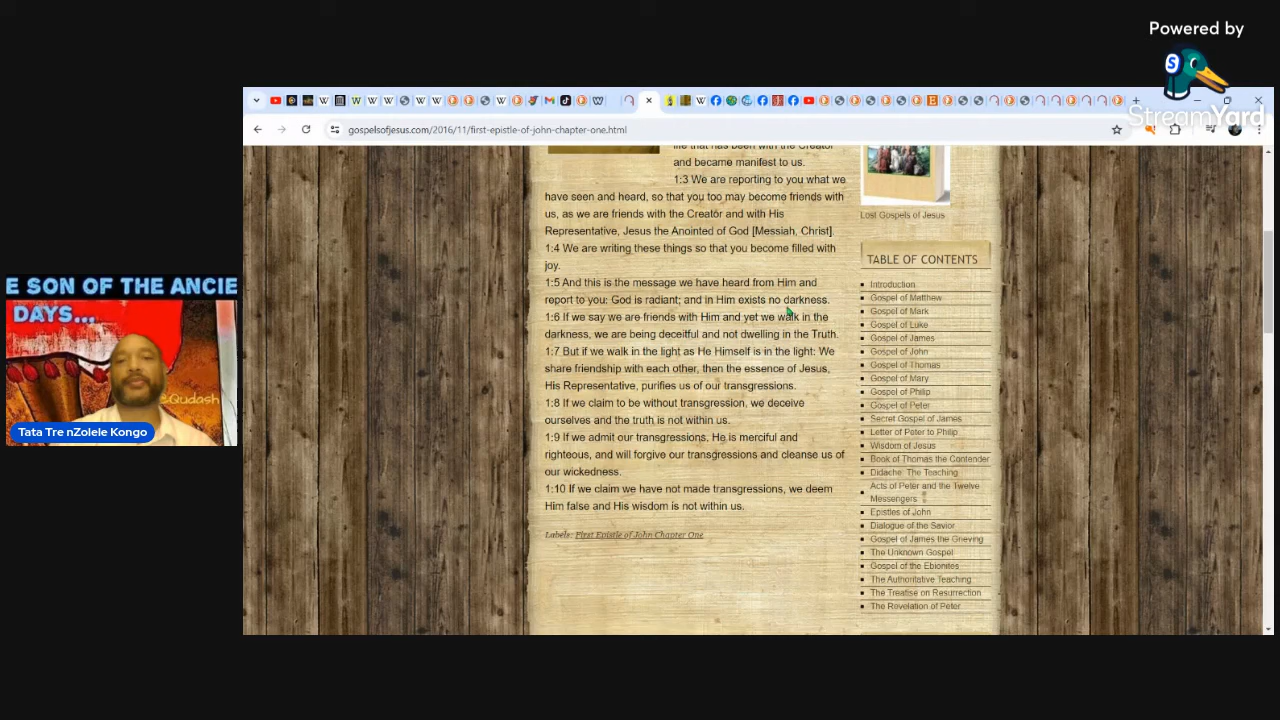 Powered by
S
StreamYard
gospelsofjesus.com/2016/11/first-epistle-of-john-chapter-one.html
life that has been with the Creator
and became manifest to us.
1:3 We are reporting to you what we
have seen and heard, so that you too may become friends with
us, as we are friends with the Creator and with His
Representative, Jesus the Anointed of God [Messiah, Christ].
1:4 We are writing these things so that you become filled with
joy.
1:5 And this is the message we have heard from Him and
report to you: God is radiant; and in Him exists no darkness.
1:6 If we say we are friends with Him and yet we walk in the
darkness, we are being deceitful and not dwelling in the Truth.
1:7 But if we walk in the light as He Himself is in the light: We
share friendship with each other, then the essence of Jesus,
His Representative, purifies us of our transgressions.
1:8 If we claim to be without transgression, we deceive
ourselves and the truth is not within us.
1:9 If we admit our transgressions, He is merciful and
righteous, and will forgive our transgressions and cleanse us of
our wickedness.
1:10 If we claim we have not made transgressions, we deem
Him false and His wisdom is not within us.
Labels: First Epistle of John Chapter One
Lost Gospels of Jesus
TABLE OF CONTENTS
Introduction
Gospel of Matthew
Gospel of Mark
Gospel of Luke
Gospel of James
Gospel of John
Gospel of Thomas
Gospel of Mary
Gospel of Philip
Gospel of Peter
Secret Gospel of James
Letter of Peter to Philip
Wisdom of Jesus
Book of Thomas the Contender
Didache: The Teaching
Acts of Peter and the Twelve
Messengers
Epistles of John
Dialogue of the Savior
Gospel of James the Grieving
The Unknown Gospel
Gospel of the Ebionites
The Authoritative Teaching
The Treatise on Resurrection
The Revelation of Peter
E SON OF THE ANCIE
DAYS...
@Qudash
Tata Tre nZolele Kongo